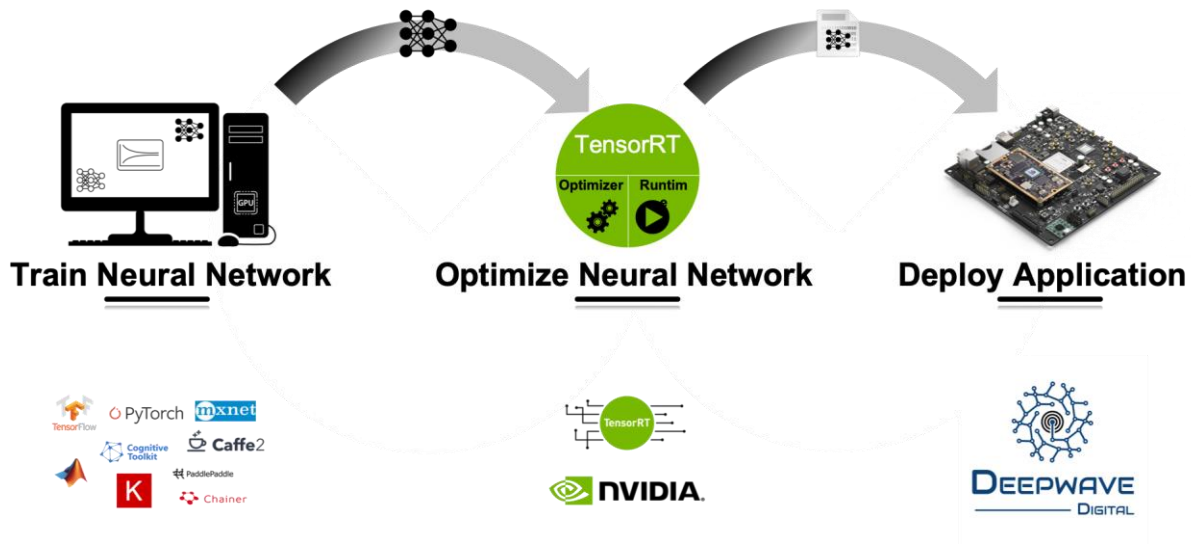 TensorRT
Optimizer Runtim
GPU
Train Neural Network
Optimize Neural Network
Deploy Application
TensorFlow
PyTorch
mxnet
Cognitive
Toolkit
Caffe2
PaddlePaddle
K
Chainer
TensorRT
NVIDIA.
DEEPWAVE
DIGITAL